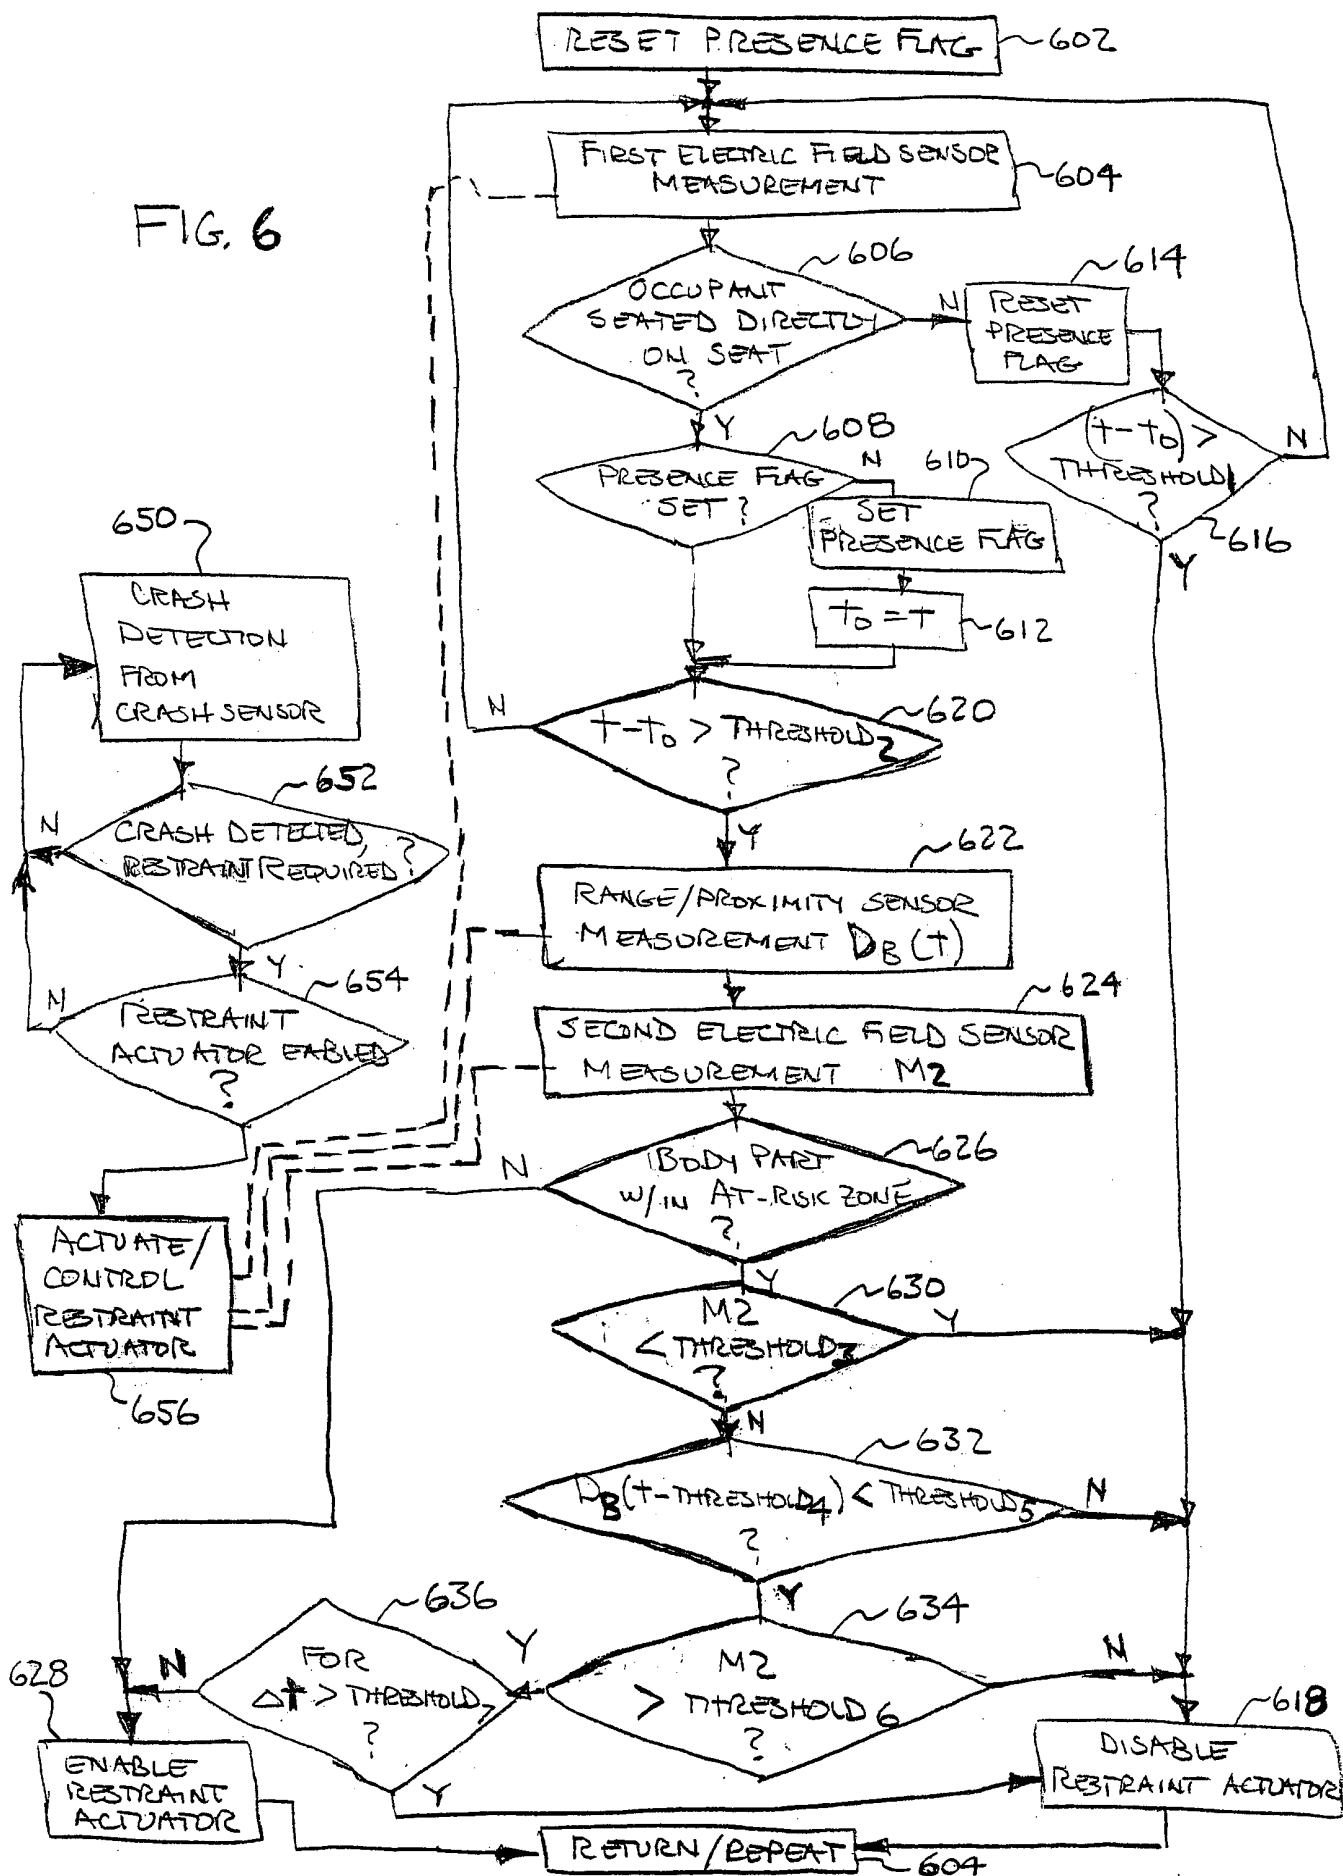 RESET PRESENCE FLAG
602
FIRST ELECTRIC FIELD SENSOR
MEASUREMENT
604
FIG. 6
606
OCCUPANT
SEATED DIRECTLY
ON SEAT
?
N
614
RESET
PRESENCE
FLAG
Y
608
PRESENCE FLAG
SET?
N
610
SET
PRESENCE FLAG
(t-t0) >
THRESHOLD1
?
N
616
Y
t0 = t
612
650
CRASH
DETECTION
FROM
CRASH SENSOR
N
620
t-t0 > THRESHOLD2
?
Y
652
CRASH DETECTED,
RESTRAINT REQUIRED?
N
Y
622
RANGE/PROXIMITY SENSOR
MEASUREMENT DB(t)
654
RESTRAINT
ACTUATOR EABLED
?
N
624
SECOND ELECTRIC FIELD SENSOR
MEASUREMENT M2
626
BODY PART
W/IN AT-RISK ZONE
?
N
Y
ACTUATE/
CONTROL
RESTRAINT
ACTUATOR
656
630
M2
< THRESHOLD3
?
Y
N
632
DB(t-THRESHOLD4) < THRESHOLD5
?
N
Y
634
M2
> THRESHOLD6
?
N
Y
636
FOR
Δt > THRESHOLD7
?
N
Y
628
ENABLE
RESTRAINT
ACTUATOR
618
DISABLE
RESTRAINT ACTUATOR
RETURN/REPEAT
604